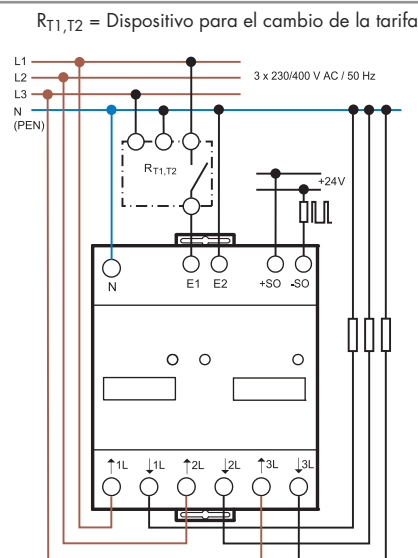 RT1,T2 = Dispositivo para el cambio de la tarifa
L1
L2
3 x 230/400 V AC / 50 Hz
L3
N
(PEN)
RT1,T2
+24V
N
E1
E2
+SO
-SO
↑1L
↓1L
↑2L
↓2L
↑3L
↓3L